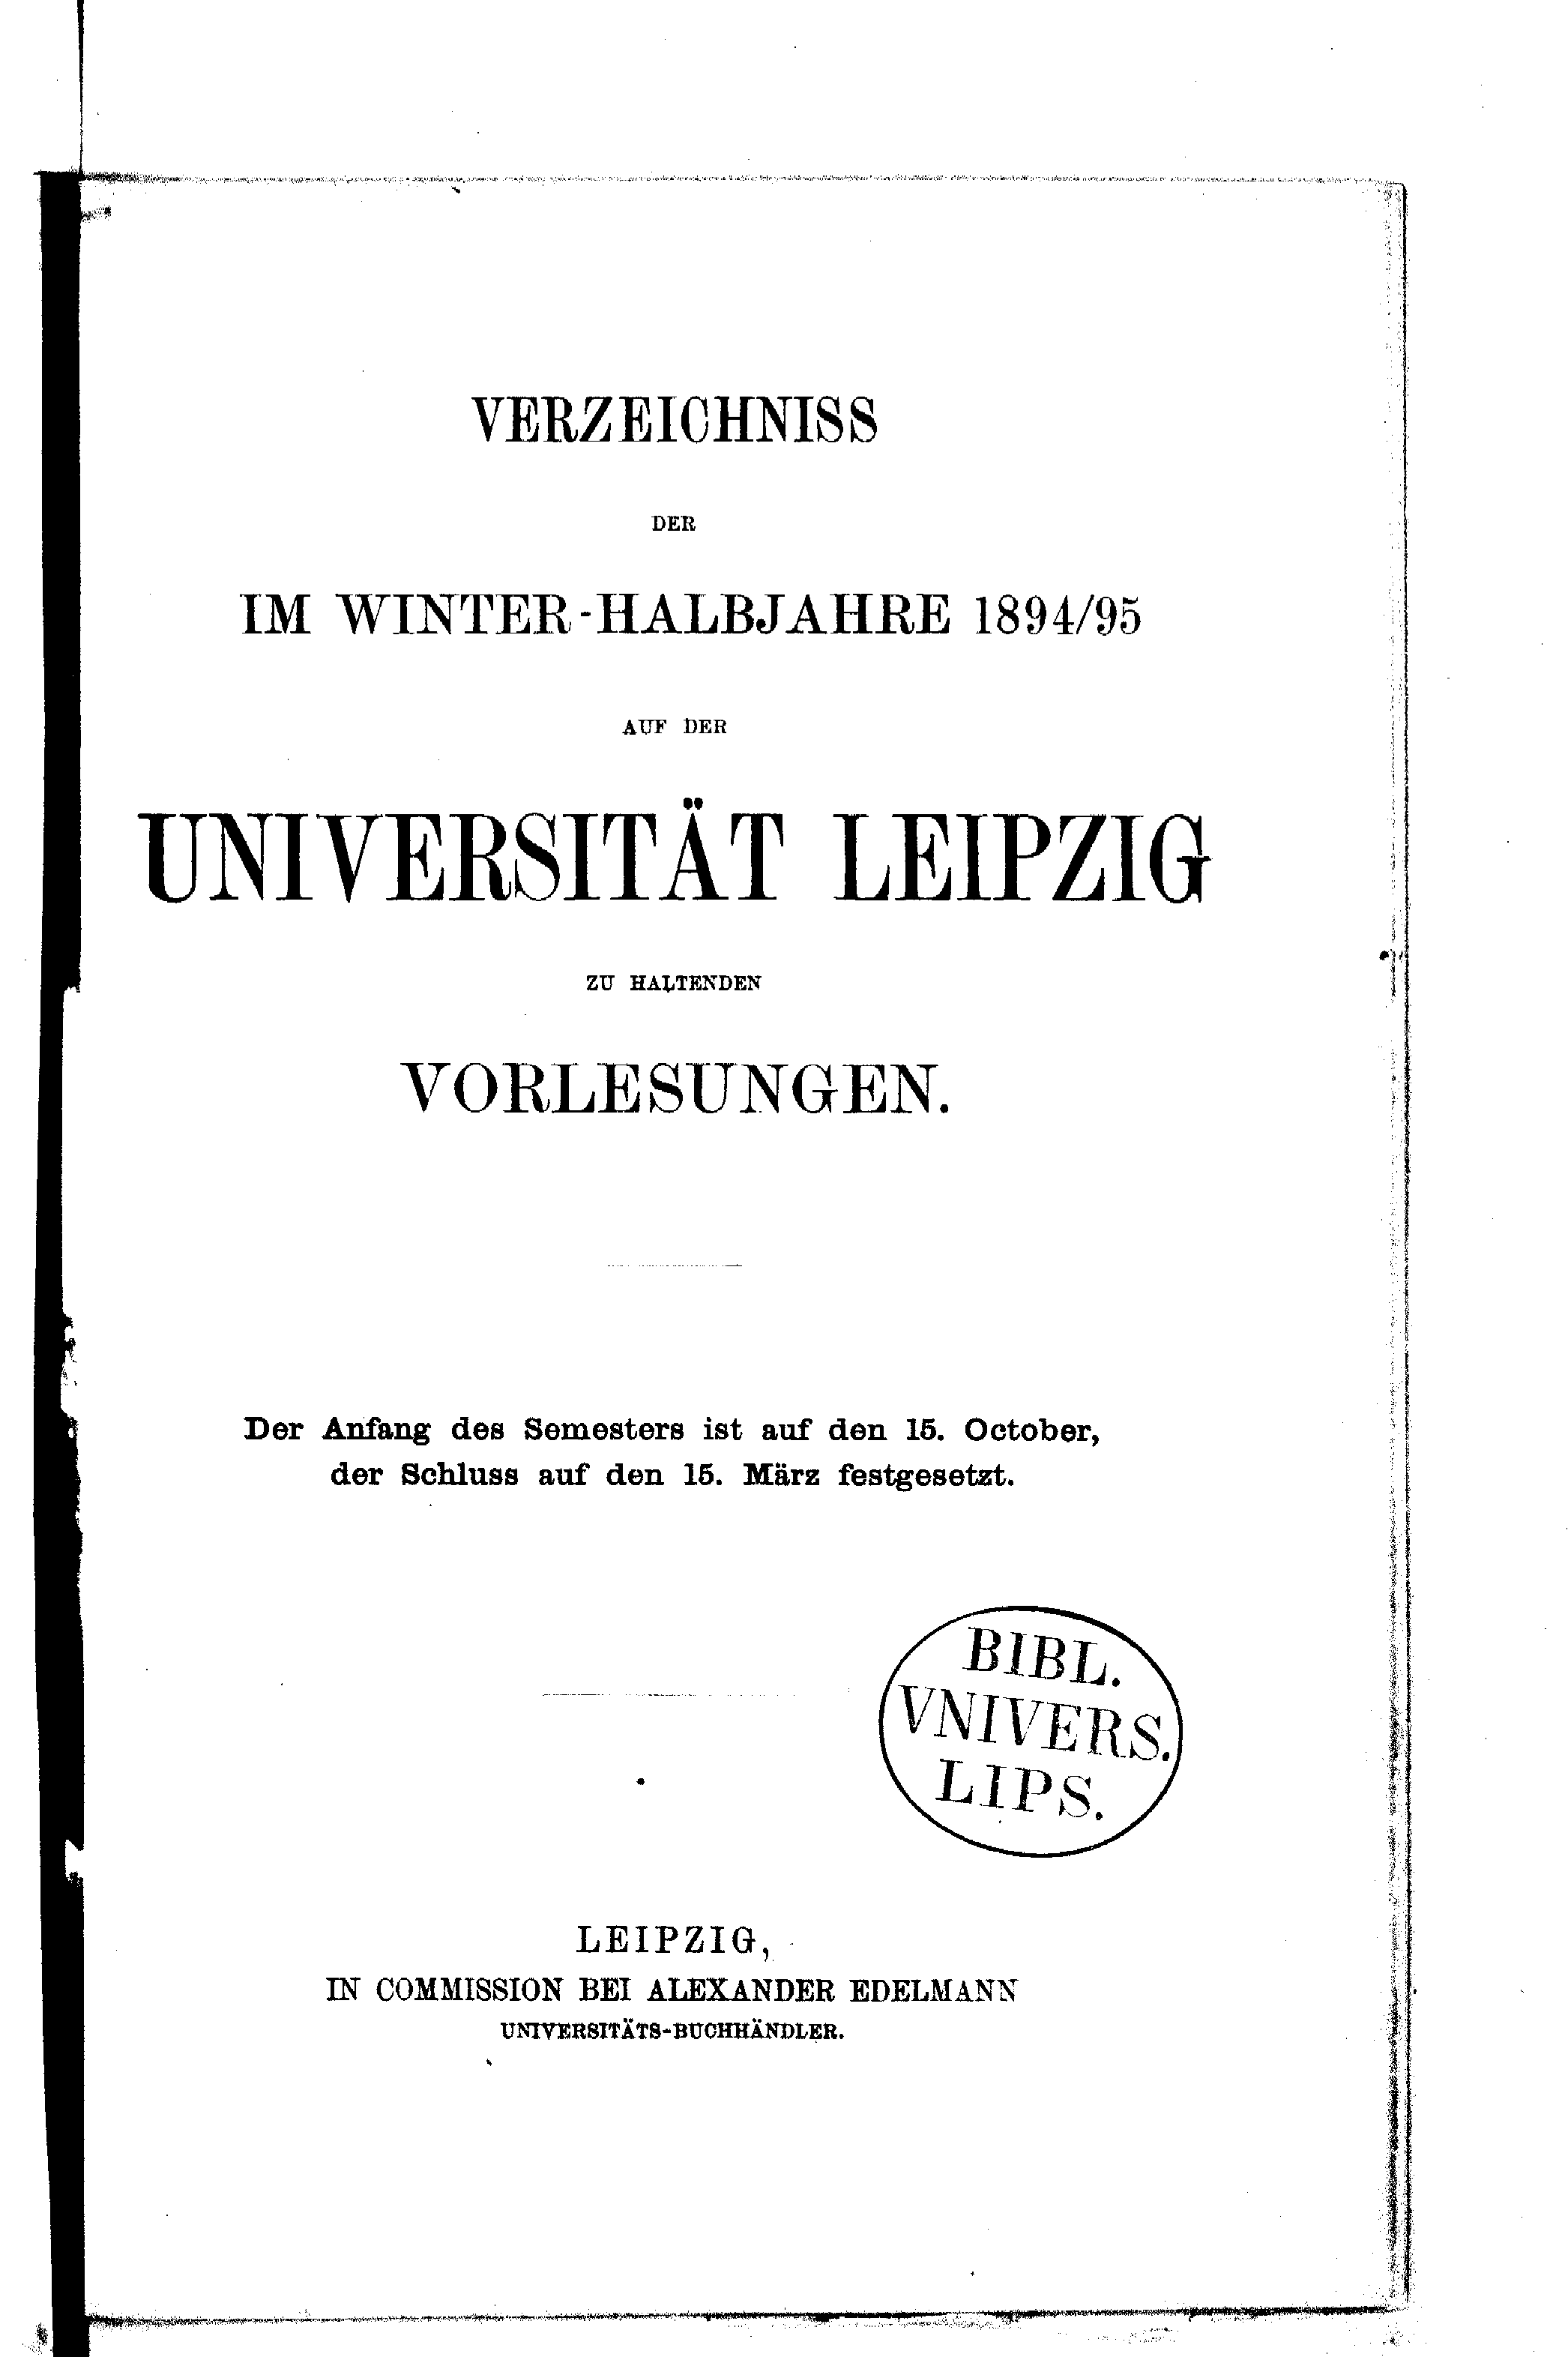 VERZEICHNISS
DER
IM WINTER-HALBJAHRE 1894/95
AUF DER
UNIVERSITÄT LEIPZIG
ZU HALTENDEN
VORLESUNGEN.
Der Anfang des Semesters ist auf den 15. October,
der Schluss auf den 15. März festgesetzt.
BIBL.
VNIVERS.
LIPS.
LEIPZIG,
IN COMMISSION BEI ALEXANDER EDELMANN
UNIVERSITÄTS-BUCHHÄNDLER.